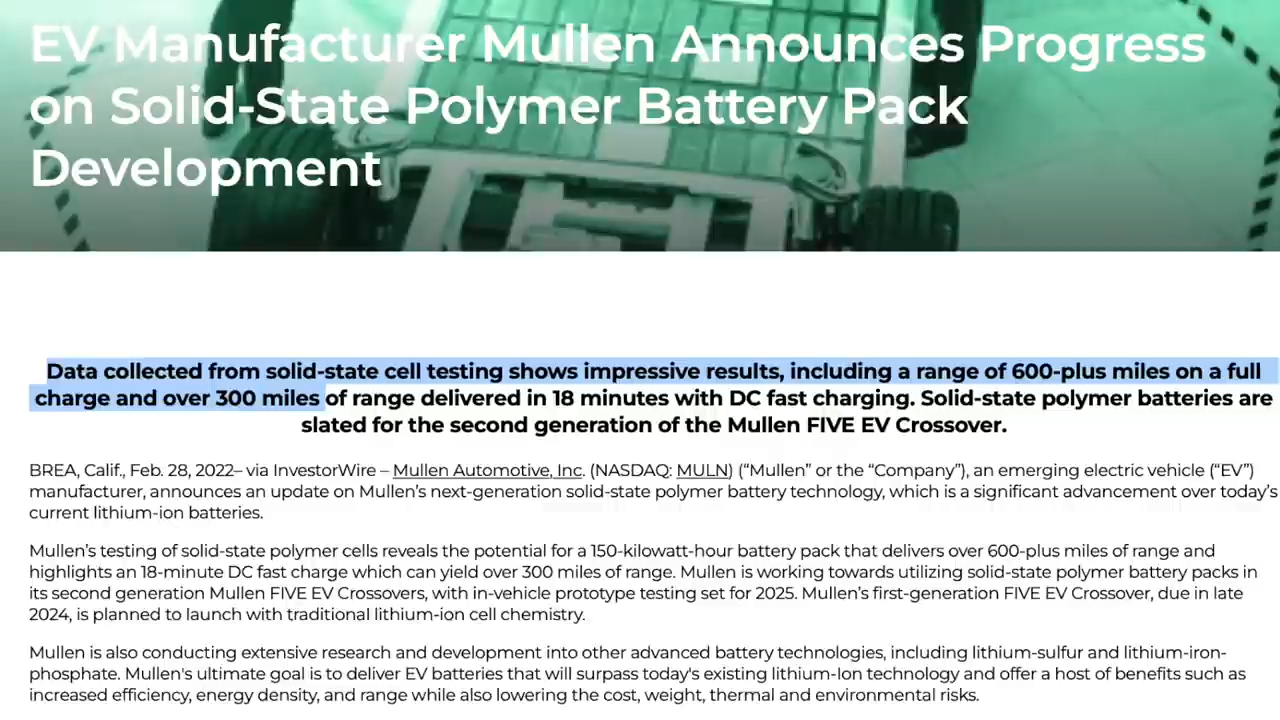 EV Manufacturer Mullen Announces Progress
on Solid-State Polymer Battery Pack
Development
Data collected from solid-state cell testing shows impressive results, including a range of 600-plus miles on a full
charge and over 300 miles of range delivered in 18 minutes with DC fast charging. Solid-state polymer batteries are
slated for the second generation of the Mullen FIVE EV Crossover.
BREA, Calif., Feb. 28, 2022– via InvestorWire – Mullen Automotive, Inc. (NASDAQ: MULN) (“Mullen” or the “Company”), an emerging electric vehicle (“EV”)
manufacturer, announces an update on Mullen’s next-generation solid-state polymer battery technology, which is a significant advancement over today’s
current lithium-ion batteries.
Mullen’s testing of solid-state polymer cells reveals the potential for a 150-kilowatt-hour battery pack that delivers over 600-plus miles of range and
highlights an 18-minute DC fast charge which can yield over 300 miles of range. Mullen is working towards utilizing solid-state polymer battery packs in
its second generation Mullen FIVE EV Crossovers, with in-vehicle prototype testing set for 2025. Mullen’s first-generation FIVE EV Crossover, due in late
2024, is planned to launch with traditional lithium-ion cell chemistry.
Mullen is also conducting extensive research and development into other advanced battery technologies, including lithium-sulfur and lithium-iron-
phosphate. Mullen's ultimate goal is to deliver EV batteries that will surpass today's existing lithium-Ion technology and offer a host of benefits such as
increased efficiency, energy density, and range while also lowering the cost, weight, thermal and environmental risks.